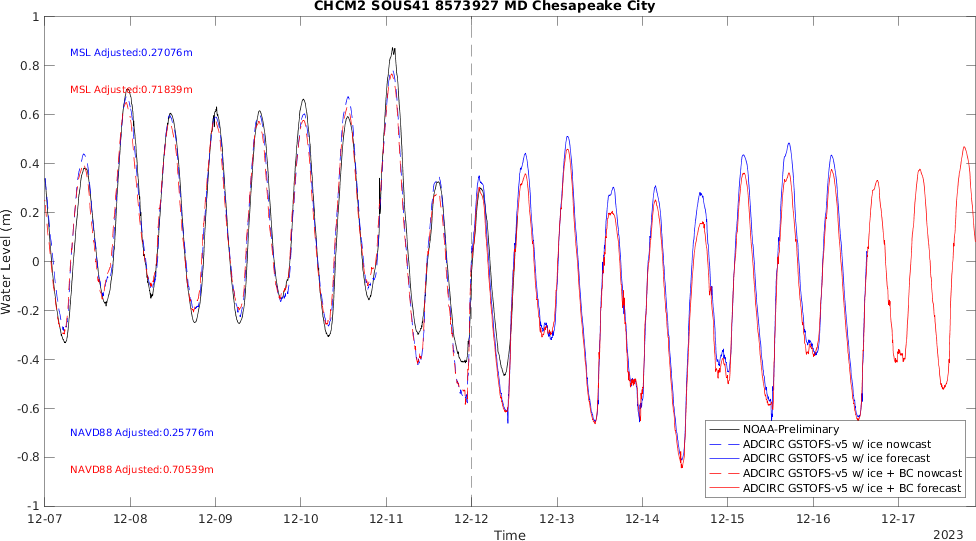 CHCM2 SOUS41 8573927 MD Chesapeake City
1
0.8
0.6
0.4
0.2
0
-0.2
-0.4
-0.6
-0.8
-1
Water Level (m)
MSL Adjusted:0.27076m
MSL Adjusted:0.71839m
NAVD88 Adjusted:0.25776m
NAVD88 Adjusted:0.70539m
NOAA-Preliminary
ADCIRC GSTOFS-v5 w/ ice nowcast
ADCIRC GSTOFS-v5 w/ ice forecast
ADCIRC GSTOFS-v5 w/ ice + BC nowcast
ADCIRC GSTOFS-v5 w/ ice + BC forecast
12-07 12-08 12-09 12-10 12-11 12-12 12-13 12-14 12-15 12-16 12-17
Time
2023